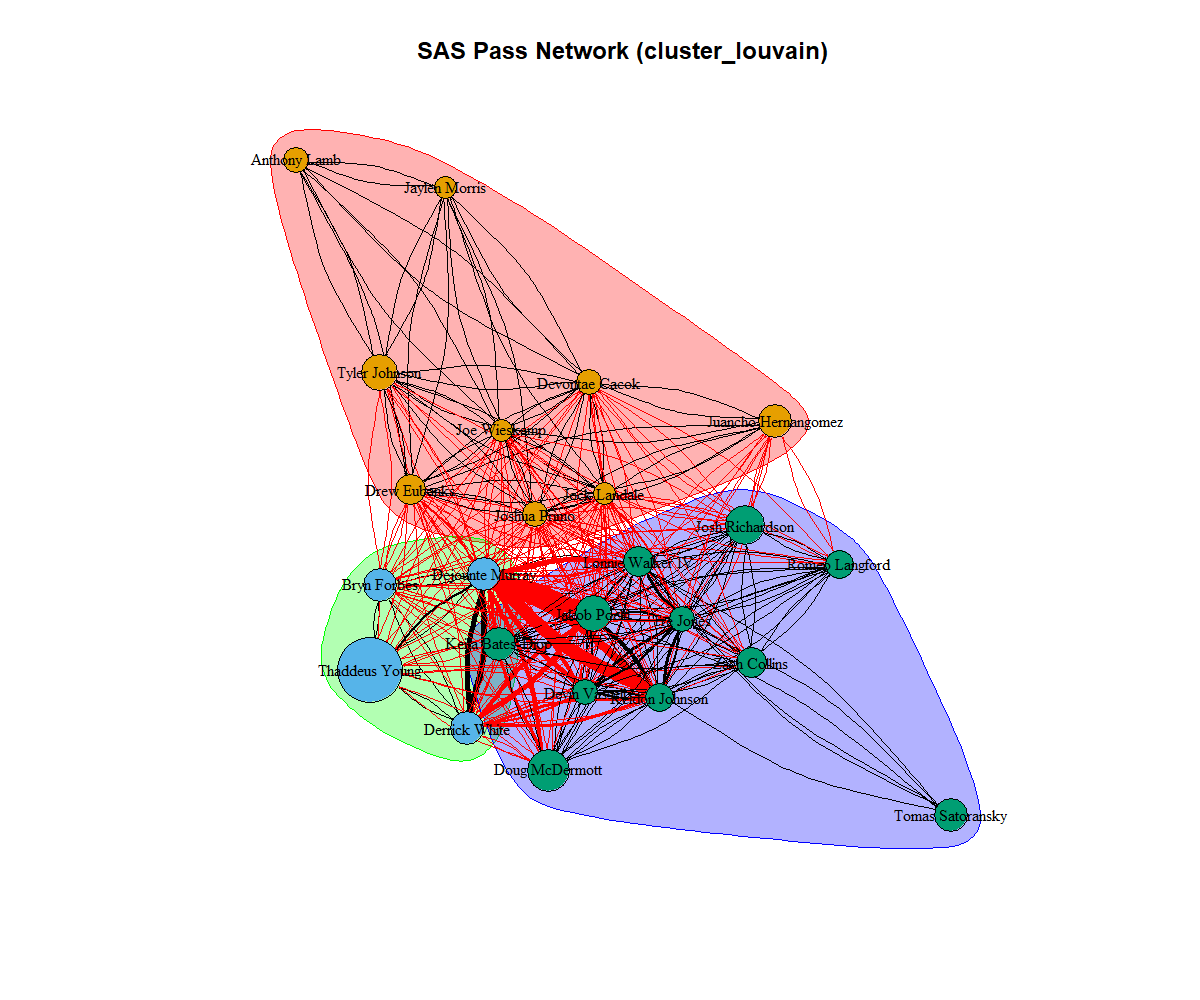 SAS Pass Network (cluster_louvain)
Anthony Lamb
Jaylen Morris
Tyler Johnson
Devontae Cacok
Juancho Hernangomez
Joe Wieskamp
Drew Eubanks
Jock Landale
Joshua Primo
Josh Richardson
Lonnie Walker IV
Romeo Langford
Dejounte Murray
Bryn Forbes
Jakob Poeltl
Jones
Keita Bates-Diop
Zach Collins
Thaddeus Young
Devin Vassell
Keldon Johnson
Derrick White
Doug McDermott
Tomas Satoransky